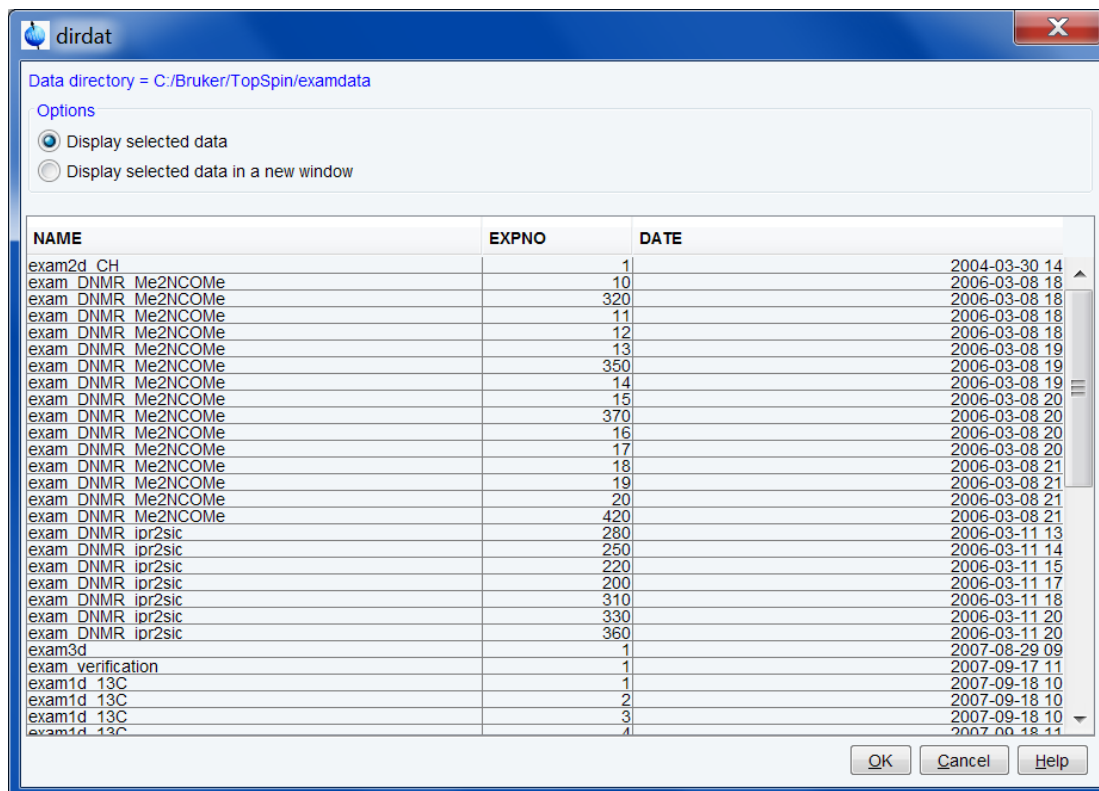 dirdat
Data directory = C:/Bruker/TopSpin/examdata
Options
Display selected data
Display selected data in a new window
NAME EXPNO DATE
exam2d_CH 1 2004-03-30 14
exam_DNMR_Me2NCOMe 10 2006-03-08 18
exam_DNMR_Me2NCOMe 320 2006-03-08 18
exam_DNMR_Me2NCOMe 11 2006-03-08 18
exam_DNMR_Me2NCOMe 12 2006-03-08 18
exam_DNMR_Me2NCOMe 13 2006-03-08 19
exam_DNMR_Me2NCOMe 350 2006-03-08 19
exam_DNMR_Me2NCOMe 14 2006-03-08 19
exam_DNMR_Me2NCOMe 15 2006-03-08 20
exam_DNMR_Me2NCOMe 370 2006-03-08 20
exam_DNMR_Me2NCOMe 16 2006-03-08 20
exam_DNMR_Me2NCOMe 17 2006-03-08 20
exam_DNMR_Me2NCOMe 18 2006-03-08 21
exam_DNMR_Me2NCOMe 19 2006-03-08 21
exam_DNMR_Me2NCOMe 20 2006-03-08 21
exam_DNMR_Me2NCOMe 420 2006-03-08 21
exam_DNMR_ipr2sic 280 2006-03-11 13
exam_DNMR_ipr2sic 250 2006-03-11 14
exam_DNMR_ipr2sic 220 2006-03-11 15
exam_DNMR_ipr2sic 200 2006-03-11 17
exam_DNMR_ipr2sic 310 2006-03-11 18
exam_DNMR_ipr2sic 330 2006-03-11 20
exam_DNMR_ipr2sic 360 2006-03-11 20
exam3d 1 2007-08-29 09
exam_verification 1 2007-09-17 11
exam1d_13C 1 2007-09-18 10
exam1d_13C 2 2007-09-18 10
exam1d_13C 3 2007-09-18 10
exam1d_13C 4 2007-09-18 11
OK Cancel Help